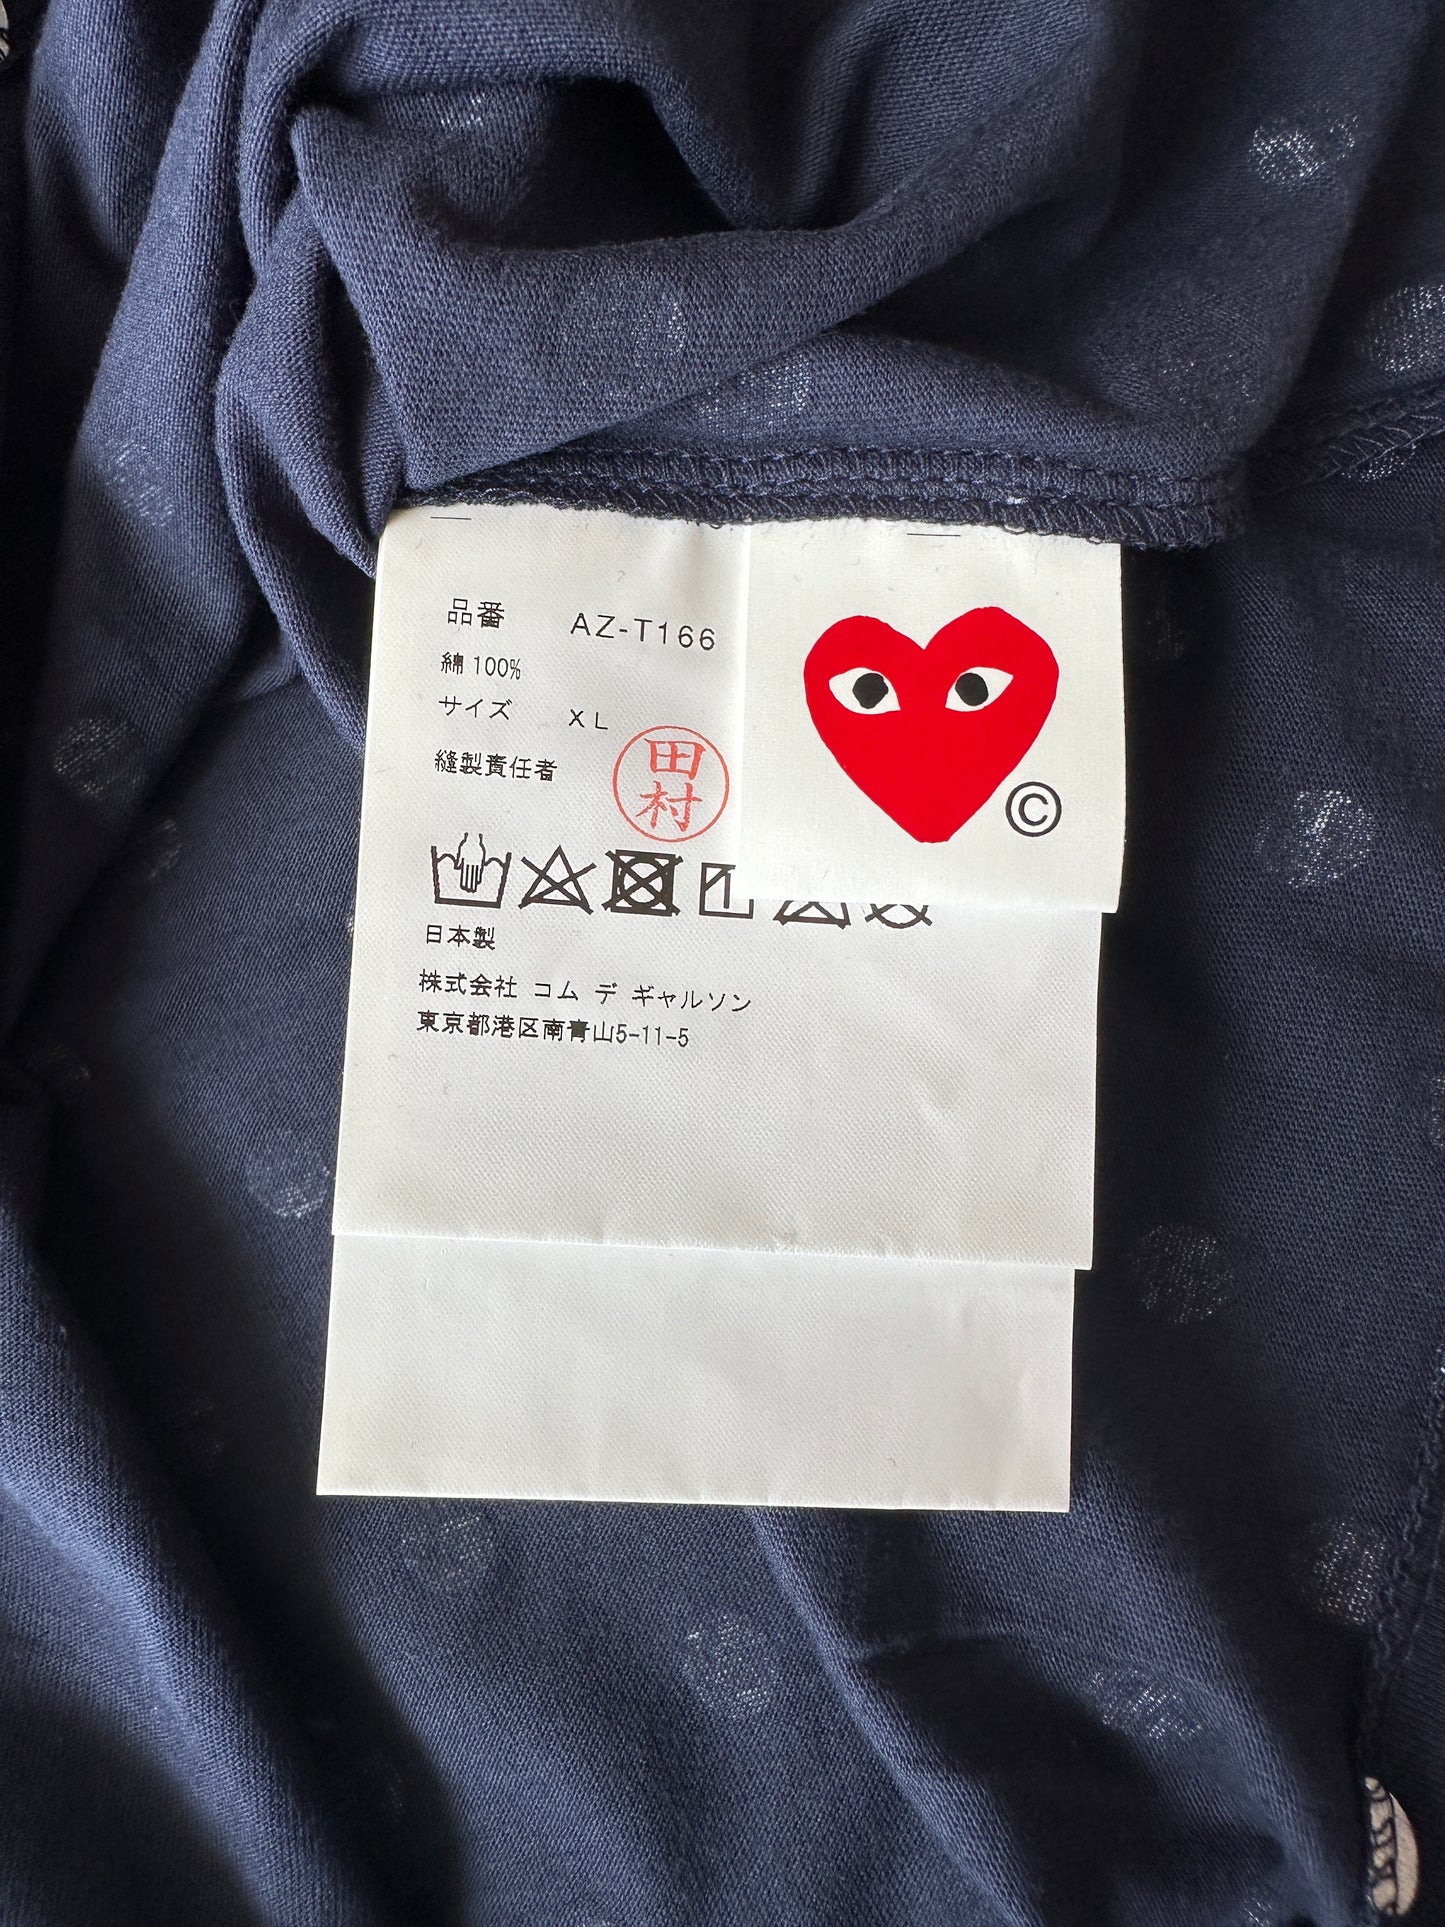 品番 AZ-T166
綿 100%
サイズ XL
縫製責任者
田村
©
日本製
株式会社 コム デ ギャルソン
東京都港区南青山5-11-5